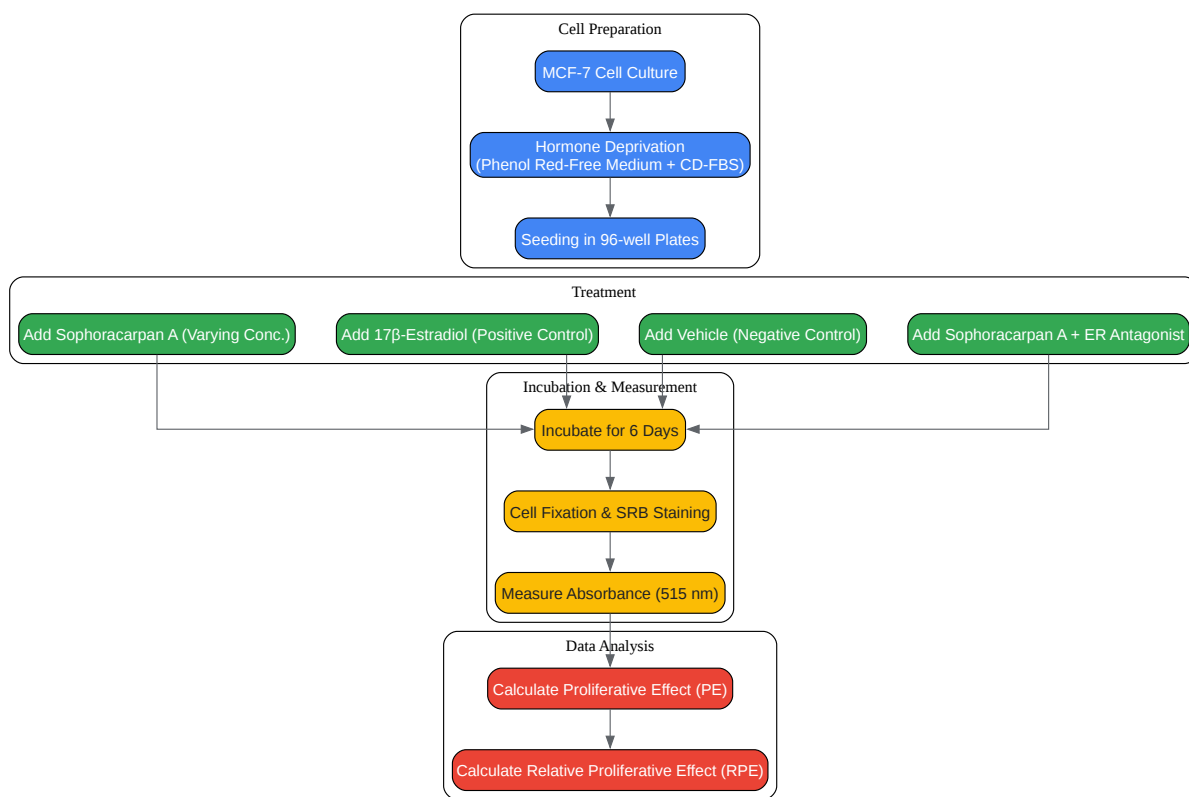 Cell Preparation
MCF-7 Cell Culture
Hormone Deprivation
(Phenol Red-Free Medium + CD-FBS)
Seeding in 96-well Plates
Treatment
Add Sophoracarpan A (Varying Conc.)
Add 17β-Estradiol (Positive Control)
Add Vehicle (Negative Control)
Add Sophoracarpan A + ER Antagonist
Incubation & Measurement
Incubate for 6 Days
Cell Fixation & SRB Staining
Measure Absorbance (515 nm)
Data Analysis
Calculate Proliferative Effect (PE)
Calculate Relative Proliferative Effect (RPE)